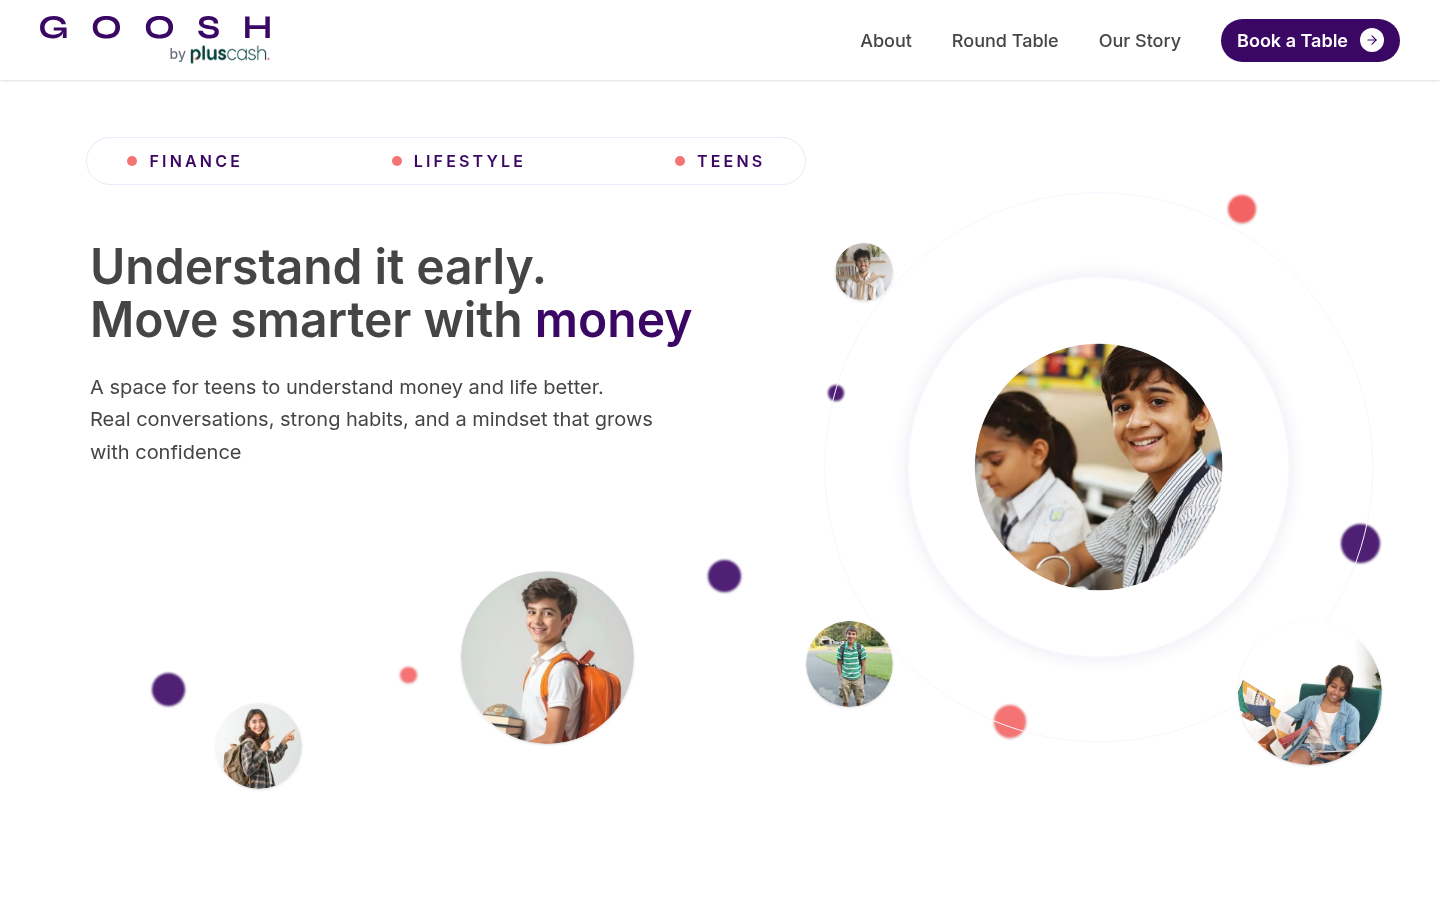 GOOSH
by pluscash.
About
Round Table
Our Story
Book a Table
FINANCE
LIFESTYLE
TEENS
Understand it early.
Move smarter with money
A space for teens to understand money and life better.
Real conversations, strong habits, and a mindset that grows
with confidence